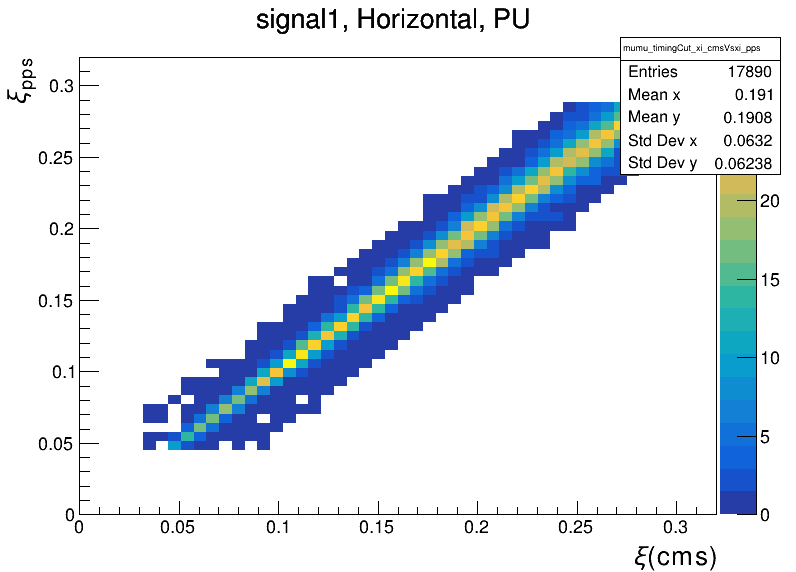 signal1, Horizontal, PU
mumu_timingCut_xi_cmsVsxi_pps
Entries 17890
Mean x 0.191
Mean y 0.1908
Std Dev x 0.0632
Std Dev y 0.06238
ξpps
0.3
0.25
0.2
0.15
0.1
0.05
0
0 0.05 0.1 0.15 0.2 0.25 0.3
ξ(cms)
20
15
10
5
0